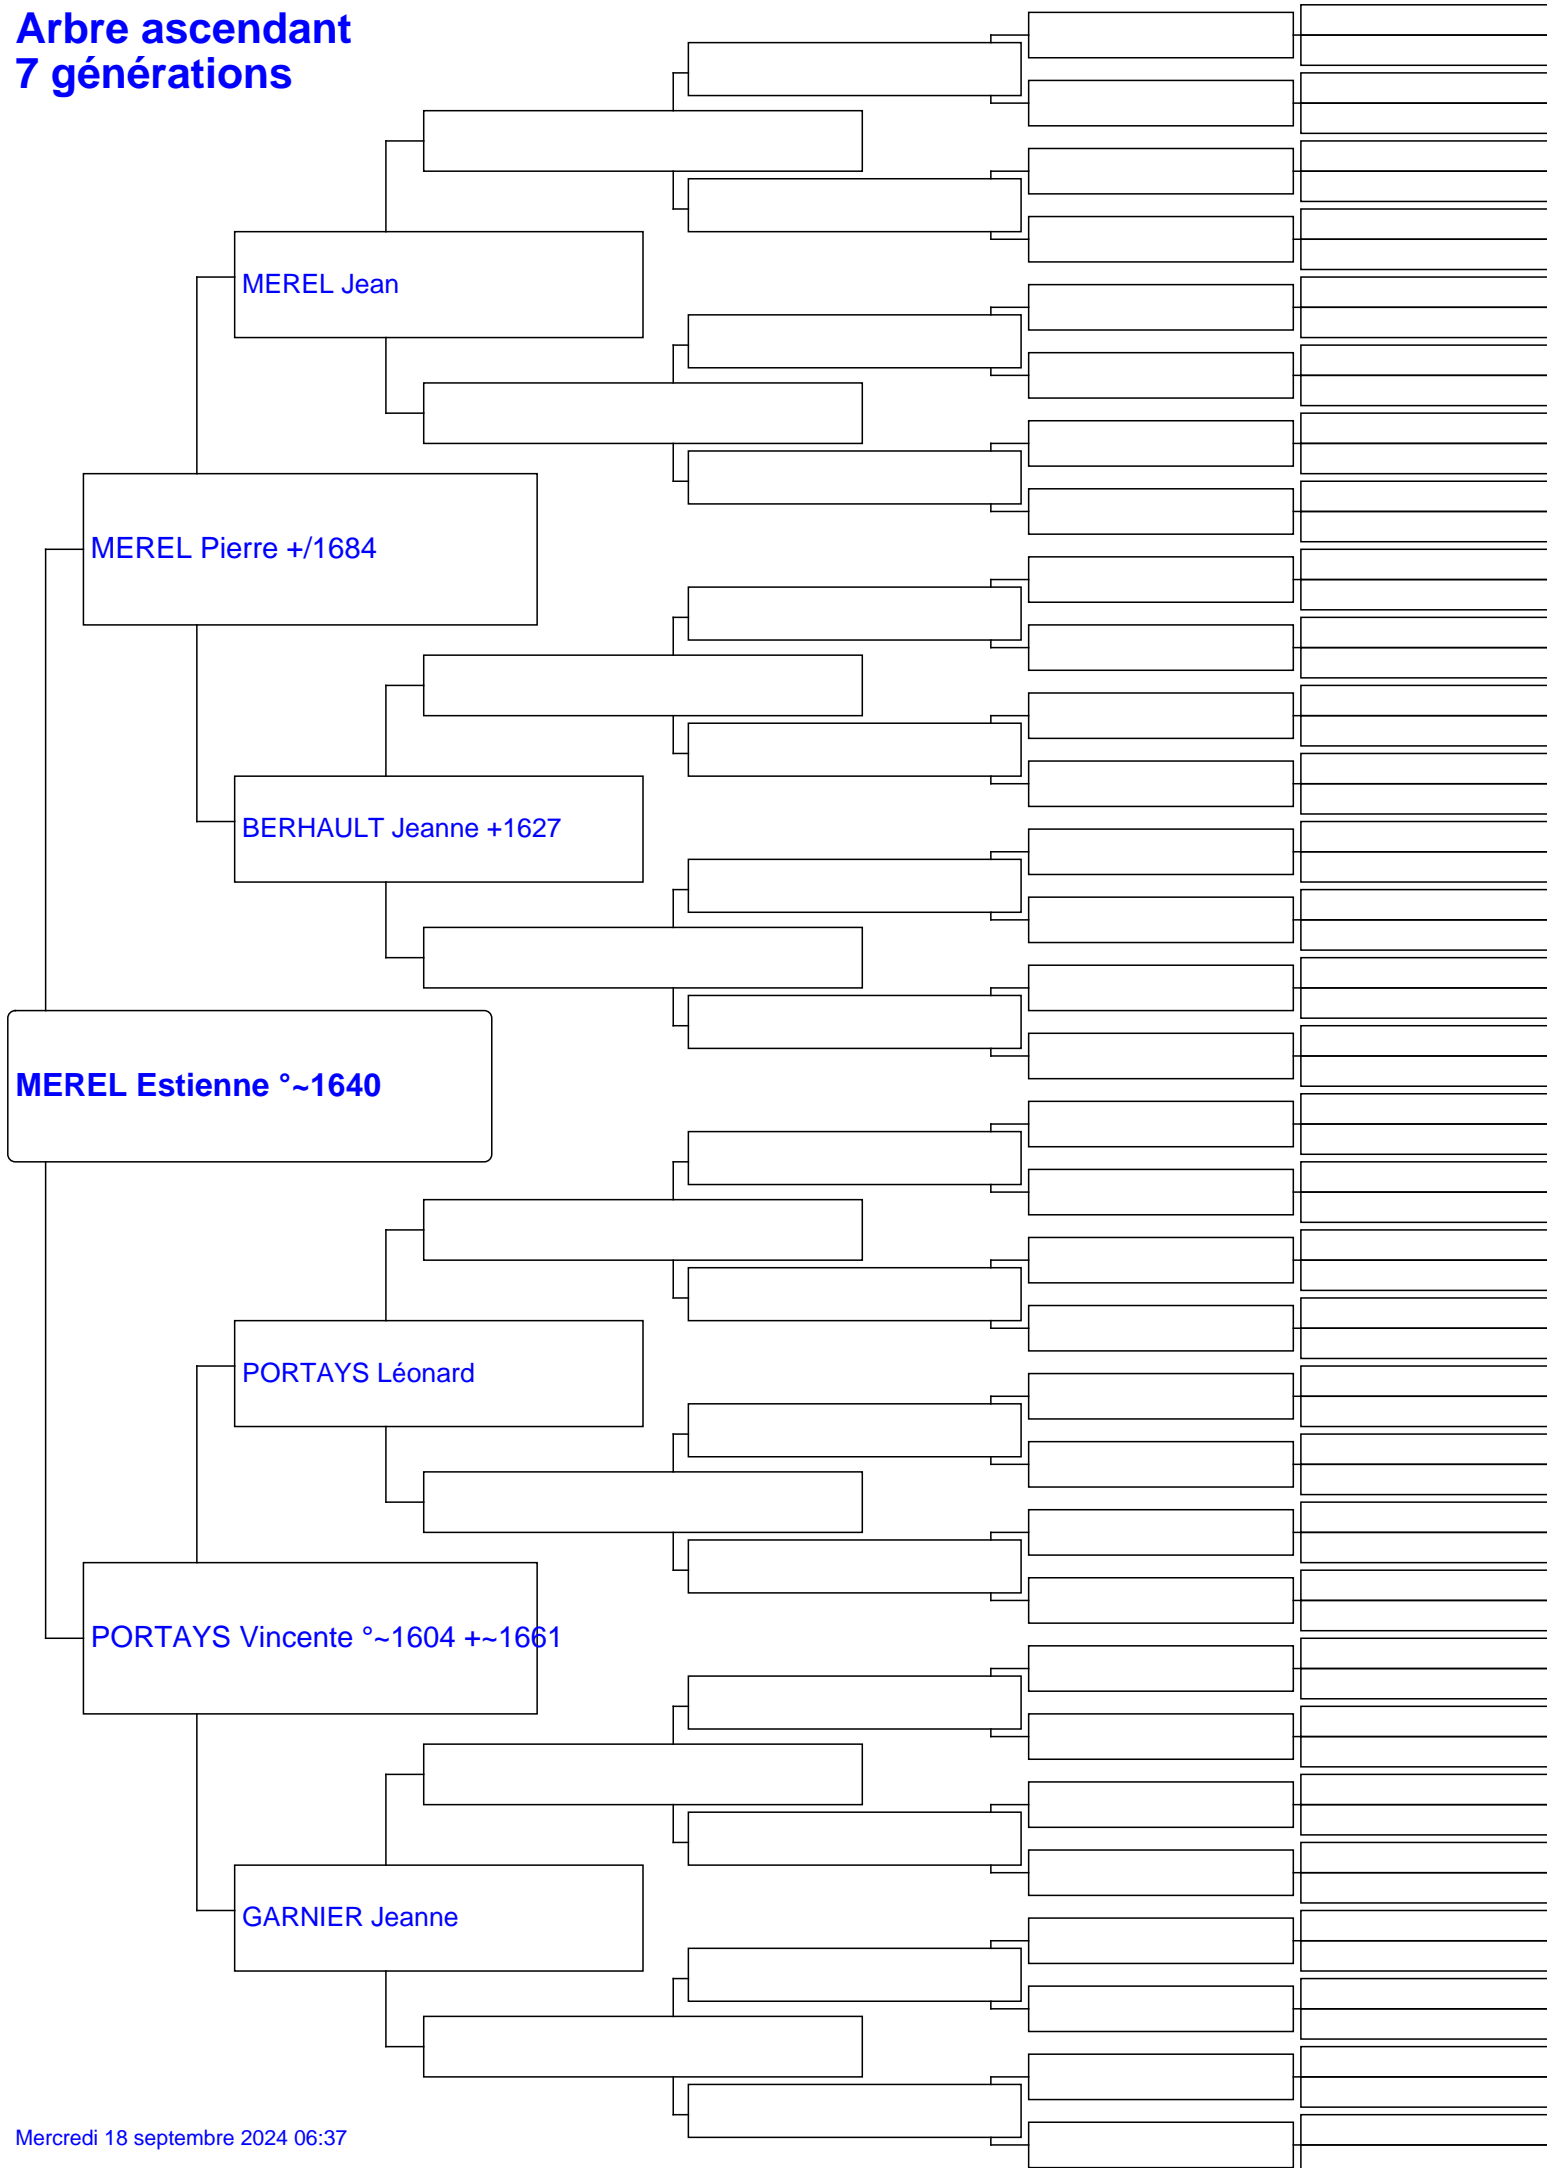 Arbre ascendant
7 générations
MEREL Jean
MEREL Pierre +/1684
BERHAULT Jeanne +1627
MEREL Estienne °~1640
PORTAYS Léonard
PORTAYS Vincente °~1604 +~1661
GARNIER Jeanne
Mercredi 18 septembre 2024 06:37